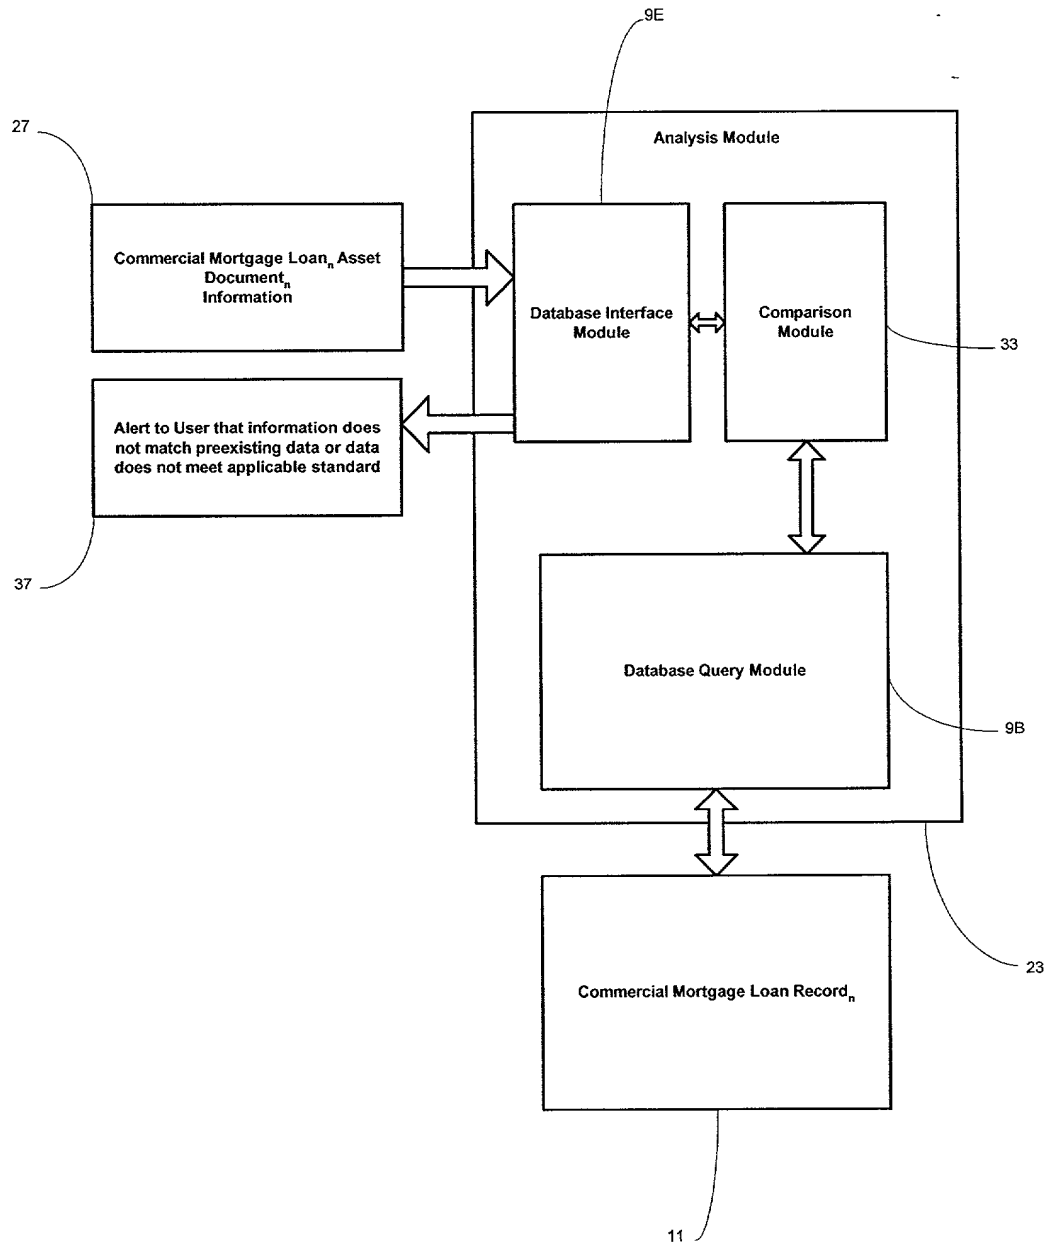 9E
27
Analysis Module
Commercial Mortgage Loanₙ Asset
Documentₙ
Information
Database Interface
Module
Comparison
Module
33
Alert to User that information does
not match preexisting data or data
does not meet applicable standard
37
Database Query Module
9B
23
Commercial Mortgage Loan Recordₙ
11